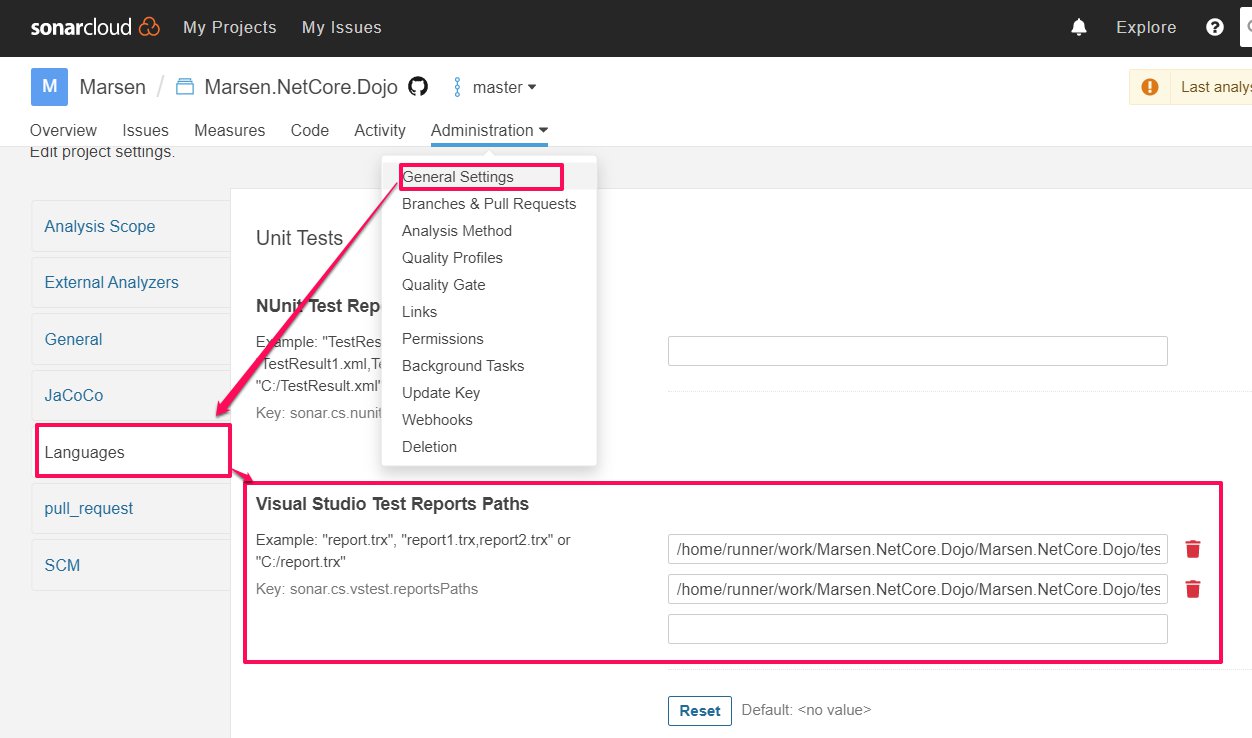 sonarcloud My Projects My Issues Explore
M Marsen / Marsen.NetCore.Dojo master Last analys
Overview Issues Measures Code Activity Administration
Edit project settings.
General Settings
Branches & Pull Requests
Analysis Method
Quality Profiles
Quality Gate
Links
Permissions
Background Tasks
Update Key
Webhooks
Deletion
Analysis Scope
External Analyzers
General
JaCoCo
Languages
pull_request
SCM
Unit Tests
NUnit Test Repo
Example: "TestRes
"TestResult1.xml,Te
"C:/TestResult.xml"
Key: sonar.cs.nunit
Visual Studio Test Reports Paths
Example: "report.trx", "report1.trx,report2.trx" or
"C:/report.trx"
Key: sonar.cs.vstest.reportsPaths
/home/runner/work/Marsen.NetCore.Dojo/Marsen.NetCore.Dojo/tes
/home/runner/work/Marsen.NetCore.Dojo/Marsen.NetCore.Dojo/tes
Reset Default: <no value>